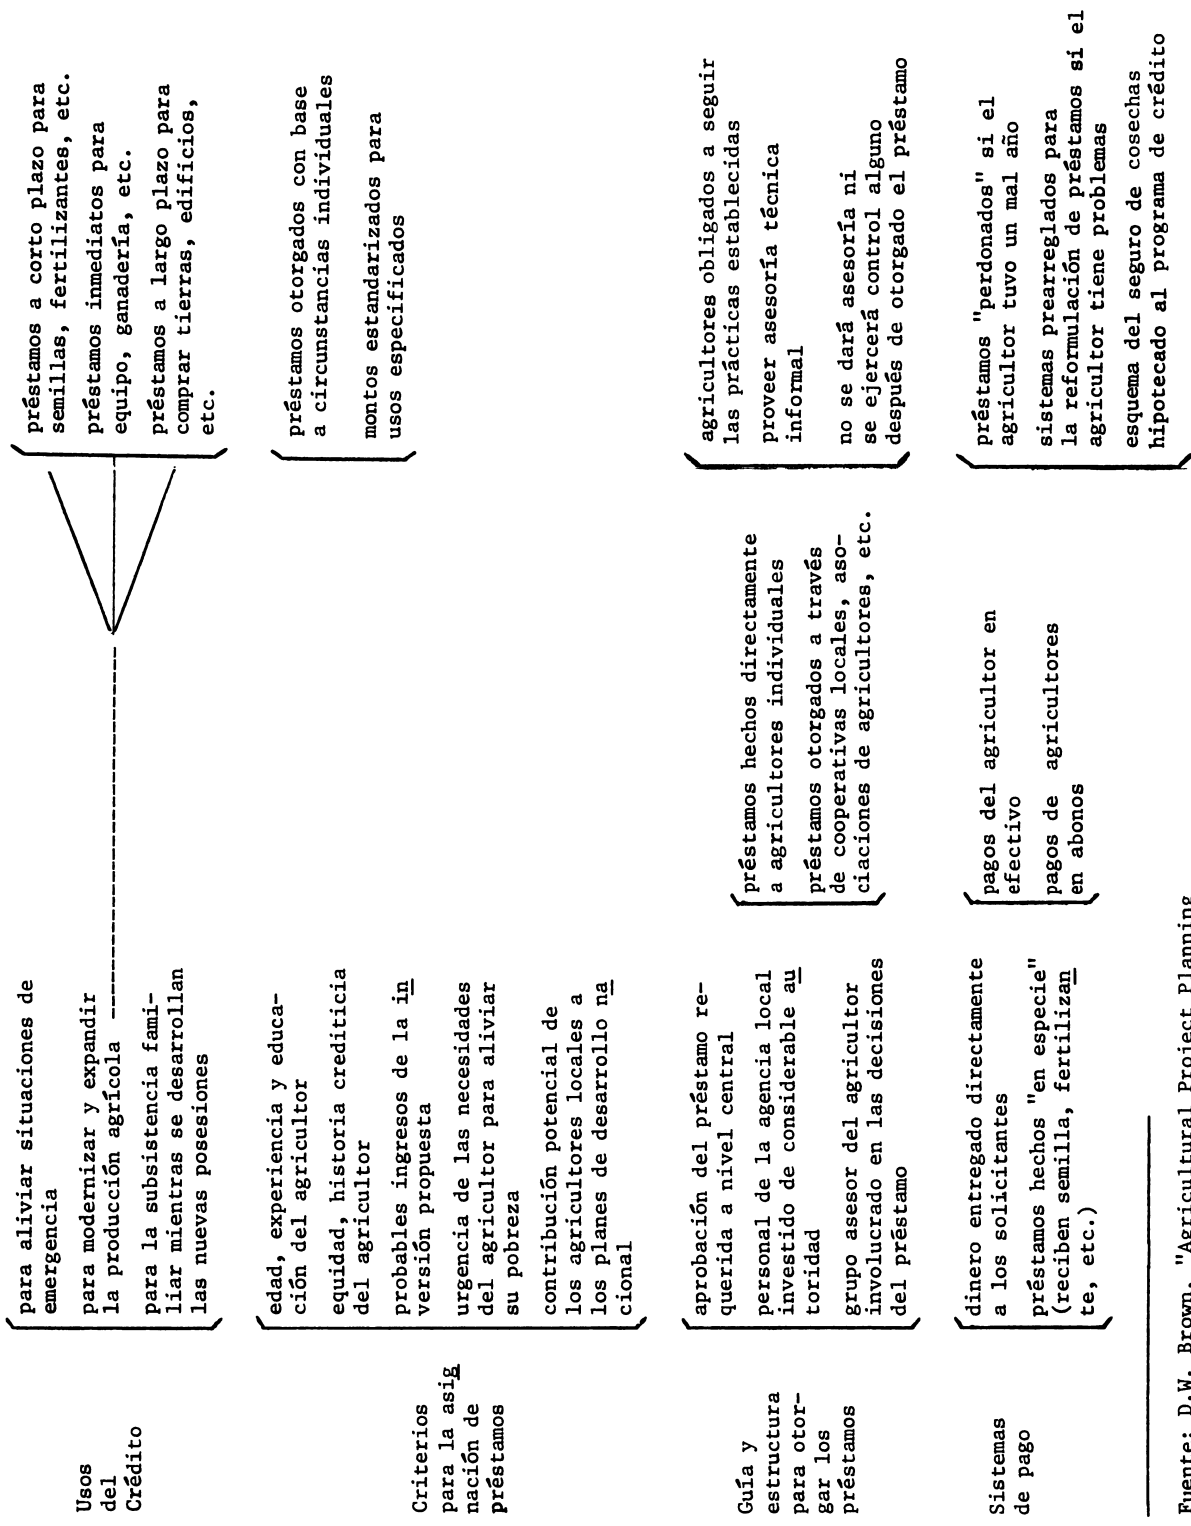 Usos
del
Crédito
para aliviar situaciones de
emergencia
para modernizar y expandir
la producción agrícola
para la subsistencia fami-
liar mientras se desarrollan
las nuevas posesiones
préstamos a corto plazo para
semillas, fertilizantes, etc.
préstamos inmediatos para
equipo, ganadería, etc.
préstamos a largo plazo para
comprar tierras, edificios,
etc.
Criterios
para la asig
nación de
préstamos
edad, experiencia y educa-
ción del agricultor
equidad, historia crediticia
del agricultor
probables ingresos de la in
versión propuesta
urgencia de las necesidades
del agricultor para aliviar
su pobreza
contribución potencial de
los agricultores locales a
los planes de desarrollo na
cional
préstamos otorgados con base
a circunstancias individuales
montos estandarizados para
usos especificados
Guía y
estructura
para otor-
gar los
préstamos
aprobación del préstamo re-
querida a nivel central
personal de la agencia local
investido de considerable au
toridad
grupo asesor del agricultor
involucrado en las decisiones
del préstamo
préstamos hechos directamente
a agricultores individuales
préstamos otorgados a través
de cooperativas locales, aso-
ciaciones de agricultores, etc.
agricultores obligados a seguir
las prácticas establecidas
proveer asesoría técnica
informal
no se dará asesoría ni
se ejercerá control alguno
después de otorgado el préstamo
Sistemas
de pago
dinero entregado directamente
a los solicitantes
préstamos hechos "en especie"
(reciben semilla, fertilizan
te, etc.)
pagos del agricultor en
efectivo
pagos de agricultores
en abonos
préstamos "perdonados" si el
agricultor tuvo un mal año
sistemas prearreglados para
la reformulación de préstamos si el
agricultor tiene problemas
esquema del seguro de cosechas
hipotecado al programa de crédito
Fuente: D.W. Brown, "Agricultural Project Planning